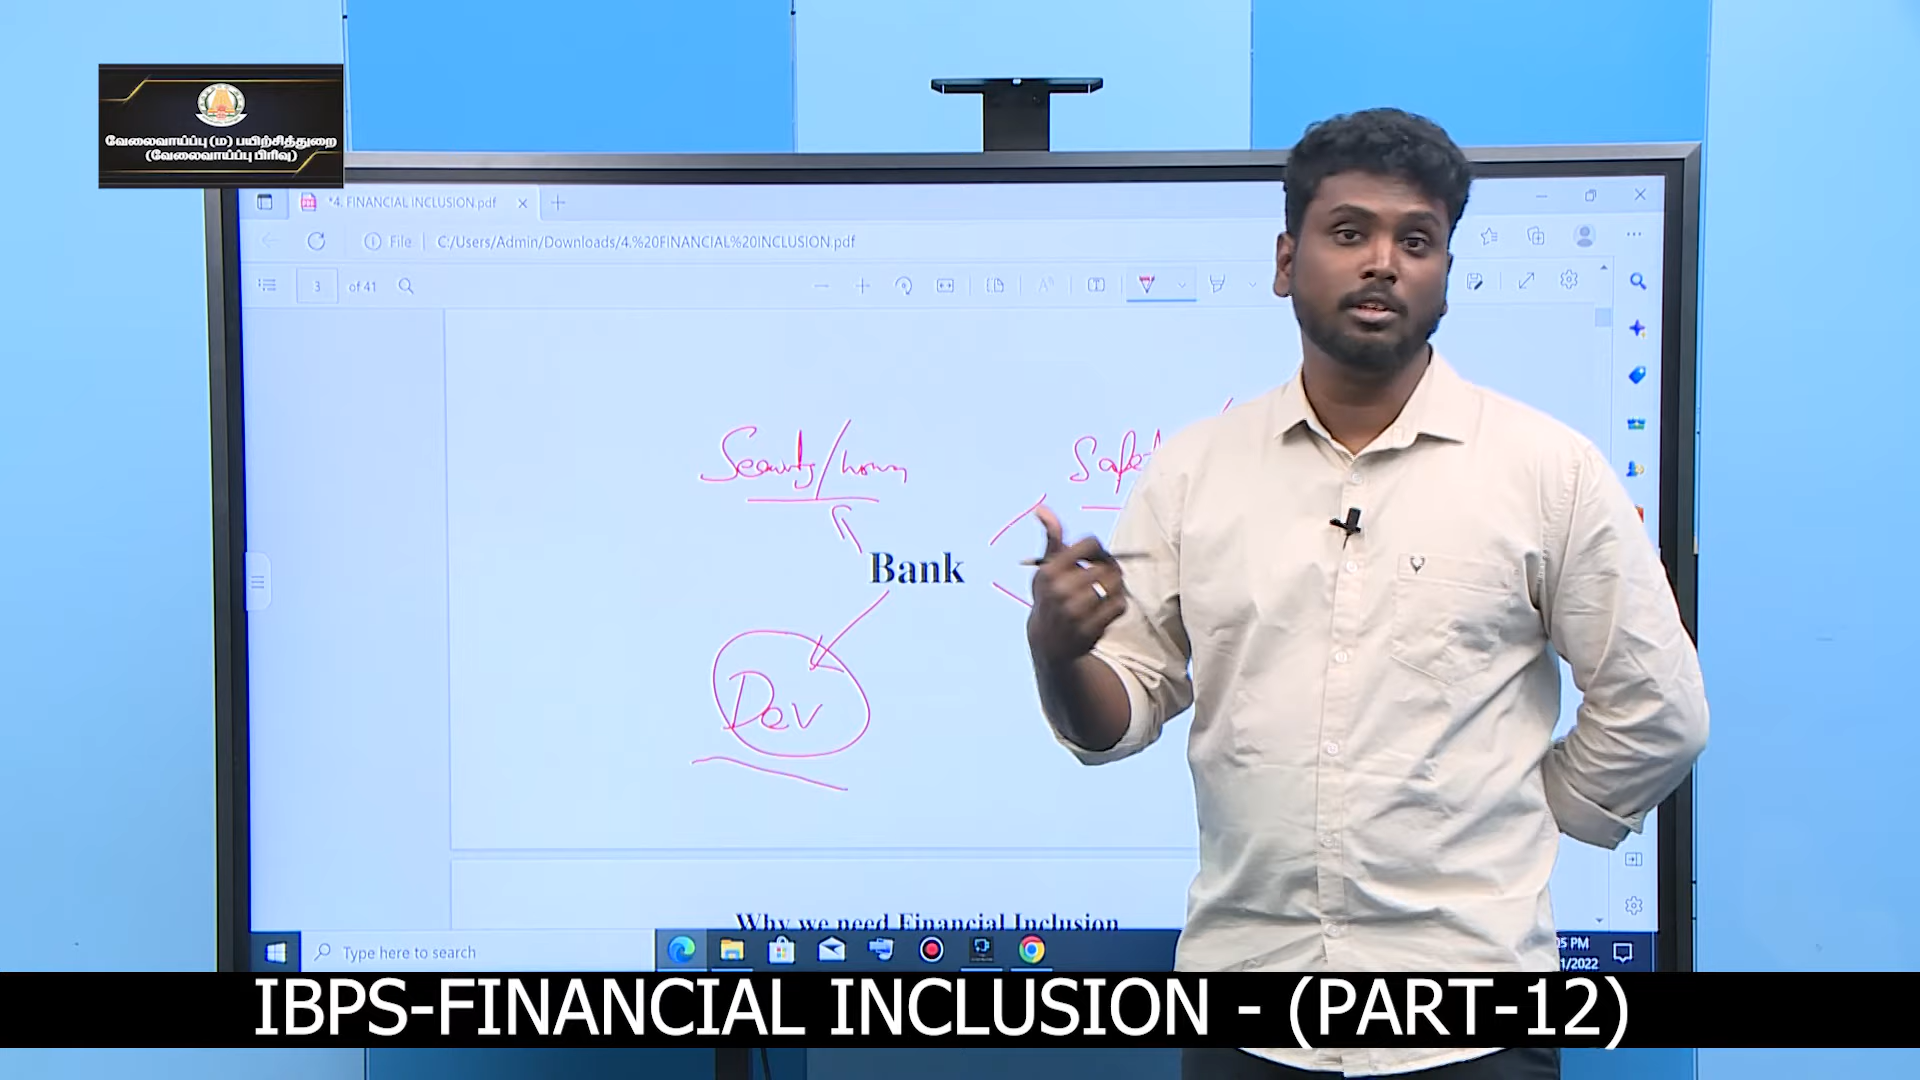 வேலைவாய்ப்பு (ம) பயிற்சித்துறை
(வேலைவாய்ப்பு பிரிவு)
*4. FINANCIAL INCLUSION.pdf
File
C:/Users/Admin/Downloads/4.%20FINANCIAL%20INCLUSION.pdf
3 of 41
Security/
Bank
Dev
Why we need Financial Inclusion
Type here to search
IBPS-FINANCIAL INCLUSION - (PART-12)